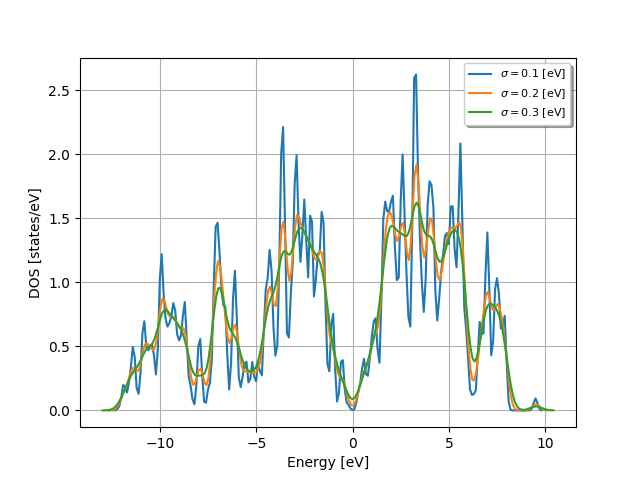 2.5
2.0
1.5
1.0
0.5
0.0
DOS [states/eV]
σ = 0.1 [eV]
σ = 0.2 [eV]
σ = 0.3 [eV]
−10 −5 0 5 10
Energy [eV]